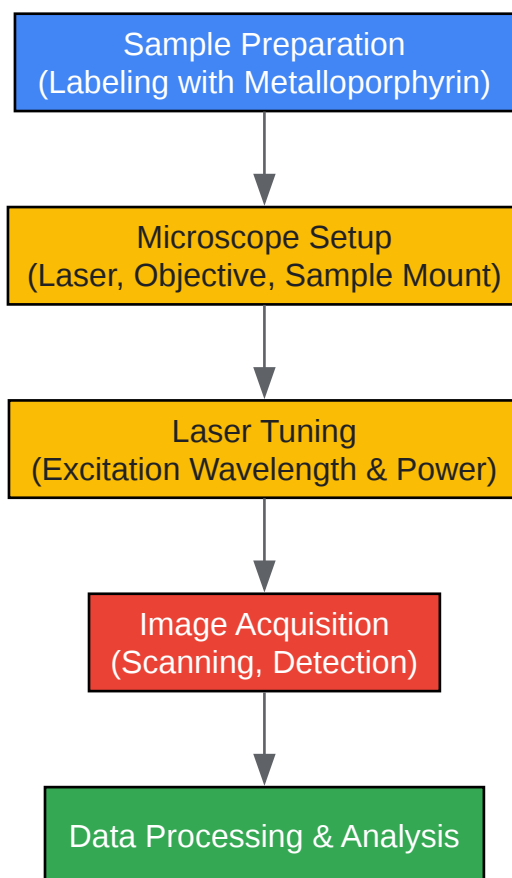 Sample Preparation
(Labeling with Metalloporphyrin)
Microscope Setup
(Laser, Objective, Sample Mount)
Laser Tuning
(Excitation Wavelength & Power)
Image Acquisition
(Scanning, Detection)
Data Processing & Analysis